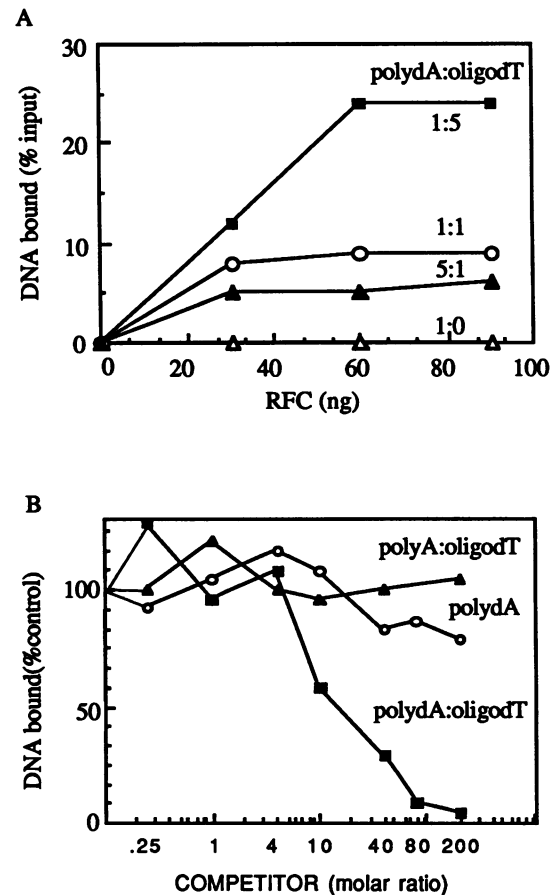 A
DNA bound (% input)
30
20
10
0
polydA:oligodT
1:5
1:1
5:1
1:0
0 20 40 60 80 100
RFC (ng)
B
DNA bound(%control)
100
50
0
polyA:oligodT
polydA
polydA:oligodT
.25 1 4 10 40 80 200
COMPETITOR (molar ratio)